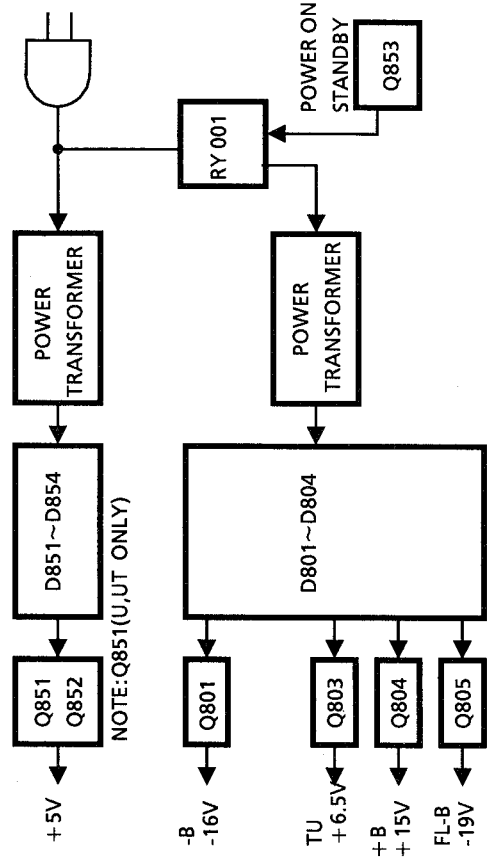 POWER ON
STANDBY
Q853
RY 001
POWER
TRANSFORMER
POWER
TRANSFORMER
D851~D854
D801~D804
NOTE:Q851(U,UT ONLY)
Q851
Q852
Q801
Q803
Q804
Q805
+5V
-B
-16V
TU
+6.5V
+B
+15V
FL-B
-19V